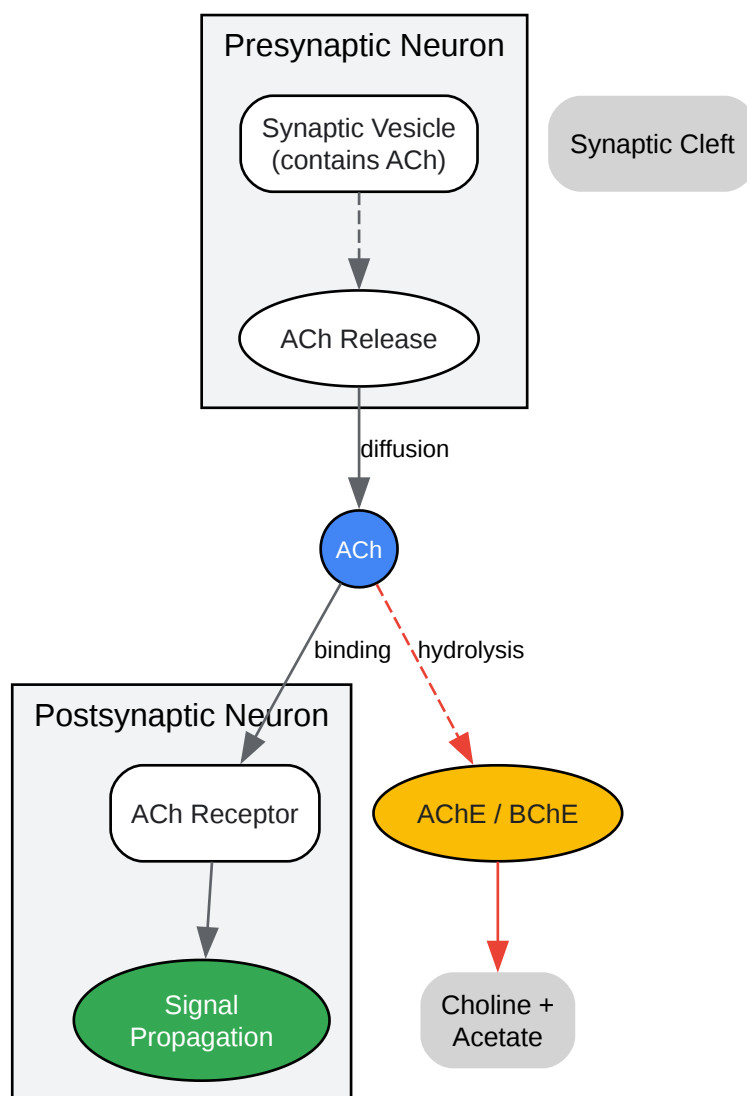 Presynaptic Neuron
Synaptic Vesicle
(contains ACh)
Synaptic Cleft
ACh Release
diffusion
ACh
binding
hydrolysis
Postsynaptic Neuron
ACh Receptor
AChE / BChE
Signal
Propagation
Choline +
Acetate